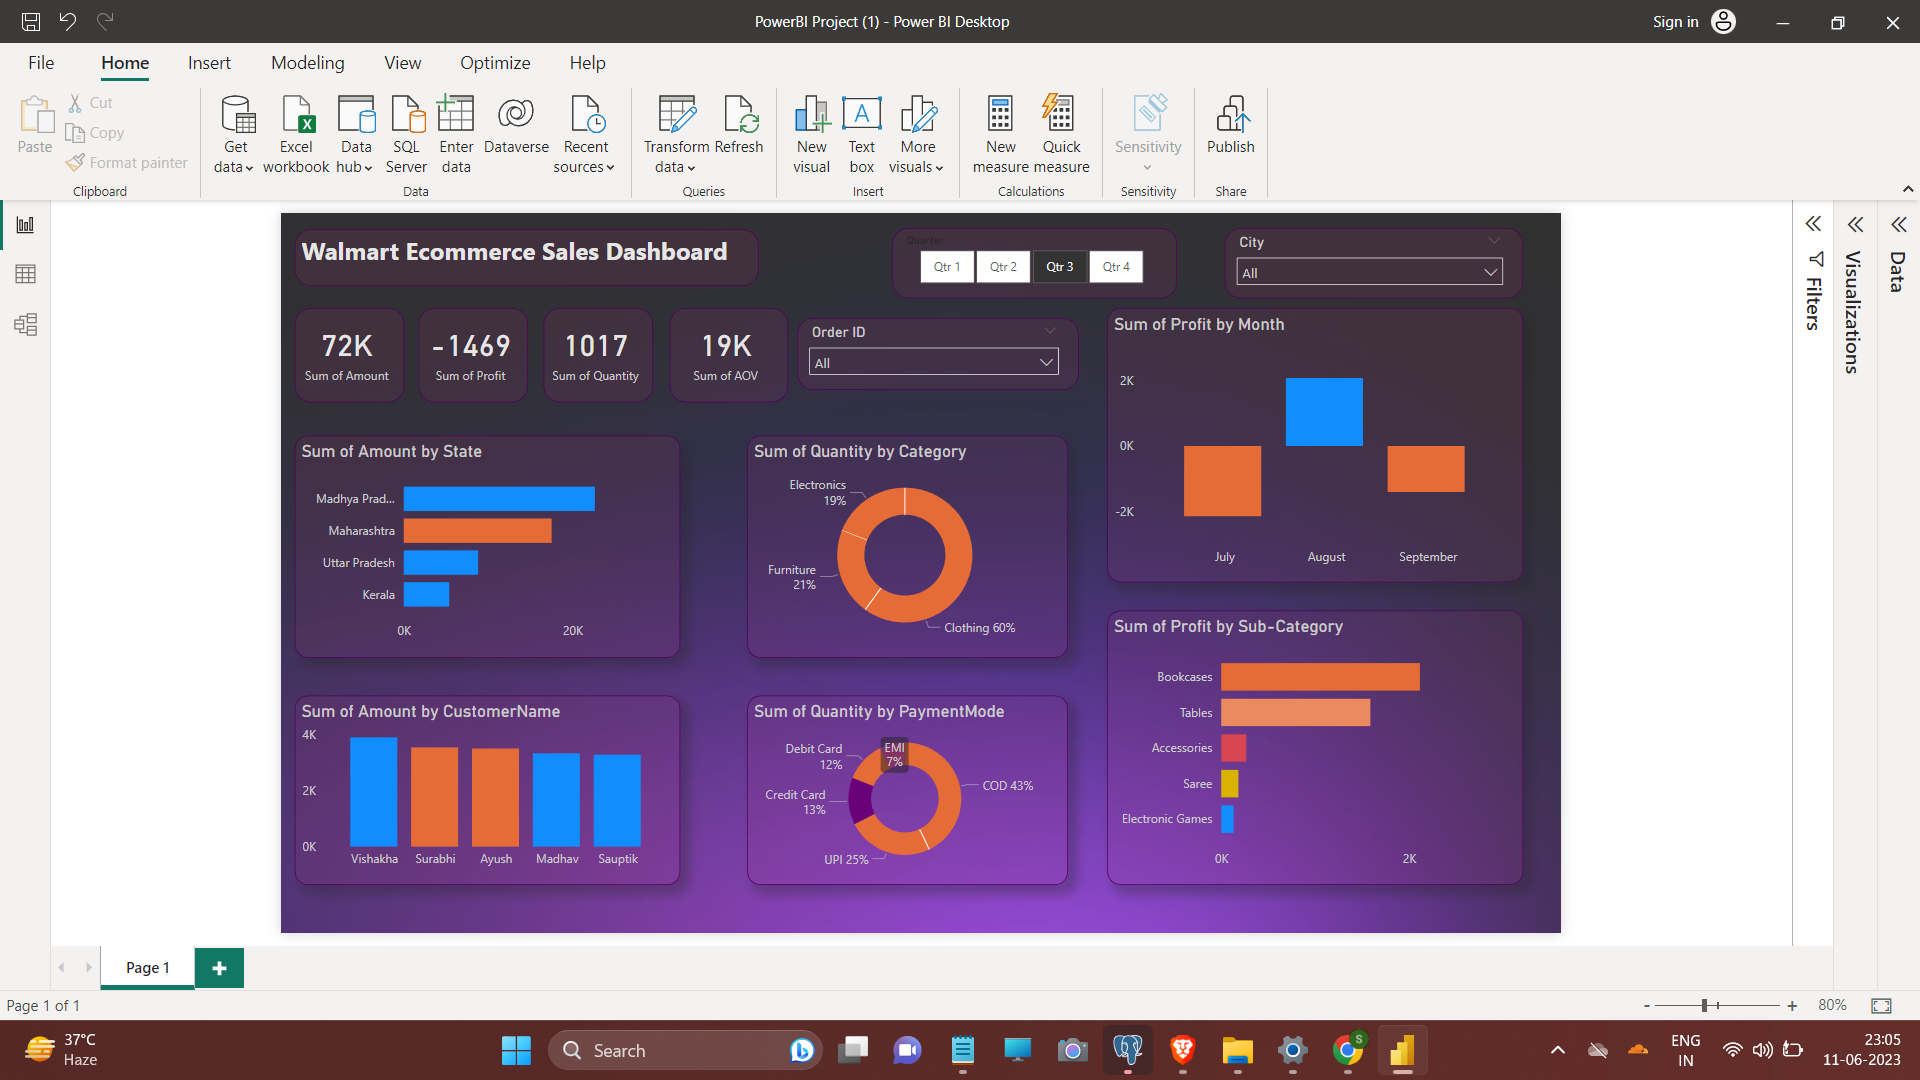 PowerBI Project (1) - Power BI Desktop
Sign in
File
Home
Insert
Modeling
View
Optimize
Help
Paste
Cut
Copy
Format painter
Clipboard
Get data
Excel workbook
Data hub
SQL Server
Enter data
Dataverse
Recent sources
Data
Transform data
Refresh
Queries
New visual
Text box
More visuals
Insert
New measure
Quick measure
Calculations
Sensitivity
Sensitivity
Publish
Share
Walmart Ecommerce Sales Dashboard
Quarter
Qtr 1
Qtr 2
Qtr 3
Qtr 4
City
All
72K
Sum of Amount
-1469
Sum of Profit
1017
Sum of Quantity
19K
Sum of AOV
Order ID
All
Sum of Profit by Month
2K
0K
-2K
July
August
September
Sum of Amount by State
Madhya Prad...
Maharashtra
Uttar Pradesh
Kerala
0K
20K
Sum of Quantity by Category
Electronics
19%
Furniture
21%
Clothing 60%
Sum of Profit by Sub-Category
Bookcases
Tables
Accessories
Saree
Electronic Games
0K
2K
Sum of Amount by CustomerName
4K
2K
0K
Vishakha
Surabhi
Ayush
Madhav
Sauptik
Sum of Quantity by PaymentMode
Debit Card
12%
EMI
7%
COD 43%
Credit Card
13%
UPI 25%
Filters
Visualizations
Data
Page 1
Page 1 of 1
- + 80%
37°C
Haze
Search
S
ENG
IN
23:05
11-06-2023